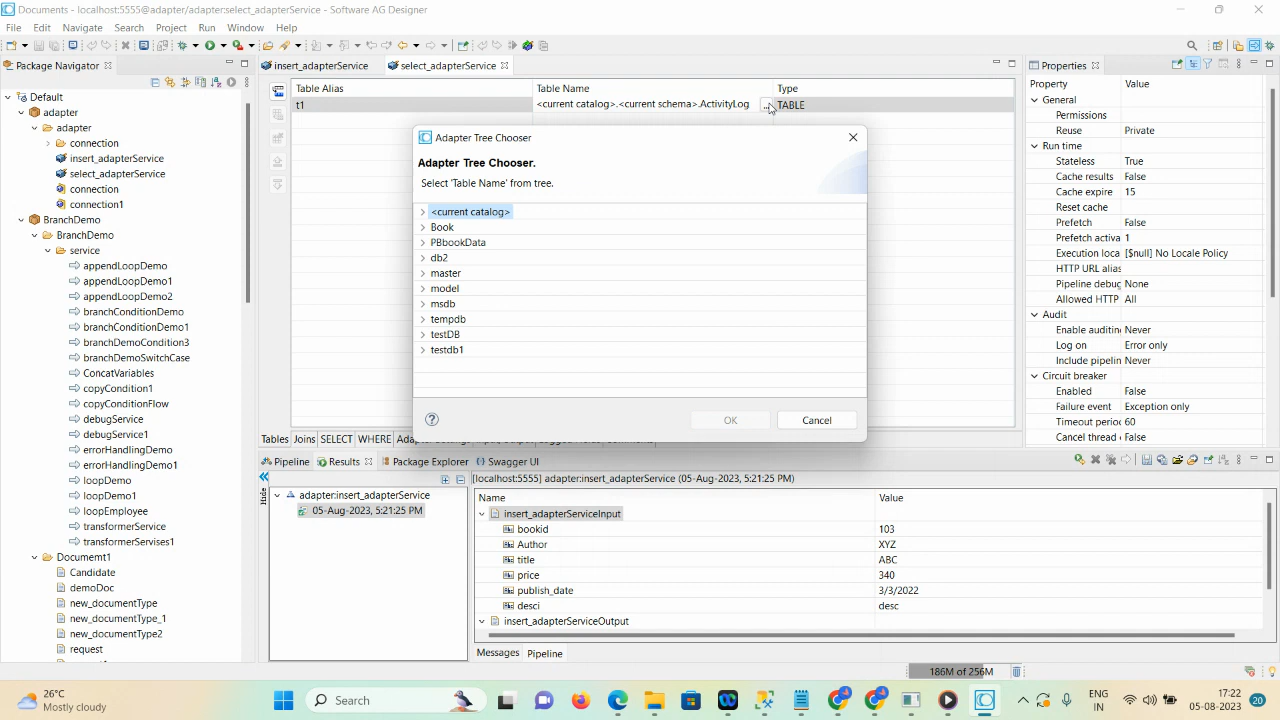 Documents - localhost:5555@adapter/adapter:select_adapterService - Software AG Designer
File Edit Navigate Search Project Run Window Help
Package Navigator
Default
adapter
adapter
connection
insert_adapterService
select_adapterService
connection
connection1
BranchDemo
BranchDemo
service
appendLoopDemo
appendLoopDemo1
appendLoopDemo2
branchConditionDemo
branchConditionDemo1
branchDemoCondition3
branchDemoSwitchCase
ConcatVariables
copyCondition1
copyConditionFlow
debugService
debugService1
errorHandlingDemo
errorHandlingDemo1
loopDemo
loopDemo1
loopEmployee
transformerService
transformerServises1
Documemt1
Candidate
demoDoc
new_documentType
new_documentType_1
new_documentType2
request
insert_adapterService select_adapterService
Table Alias Table Name Type
t1 <current catalog>.<current schema>.ActivityLog ... TABLE
Adapter Tree Chooser
Adapter Tree Chooser.
Select 'Table Name' from tree.
<current catalog>
Book
PBbookData
db2
master
model
msdb
tempdb
testDB
testdb1
OK Cancel
Tables Joins SELECT WHERE
Properties
Property Value
General
Permissions
Reuse Private
Run time
Stateless True
Cache results False
Cache expire 15
Reset cache
Prefetch False
Prefetch activa 1
Execution loca [$null] No Locale Policy
HTTP URL alias
Pipeline debug None
Allowed HTTP All
Audit
Enable auditin Never
Log on Error only
Include pipelin Never
Circuit breaker
Enabled False
Failure event Exception only
Timeout perio 60
Cancel thread False
Pipeline Results Package Explorer Swagger UI
Hide
adapter:insert_adapterService
05-Aug-2023, 5:21:25 PM
[localhost:5555] adapter:insert_adapterService (05-Aug-2023, 5:21:25 PM)
Name Value
insert_adapterServiceInput
bookid 103
Author XYZ
title ABC
price 340
publish_date 3/3/2022
desci desc
insert_adapterServiceOutput
Messages Pipeline
186M of 256M
26°C
Mostly cloudy
Search
ENG
IN
17:22
05-08-2023
20